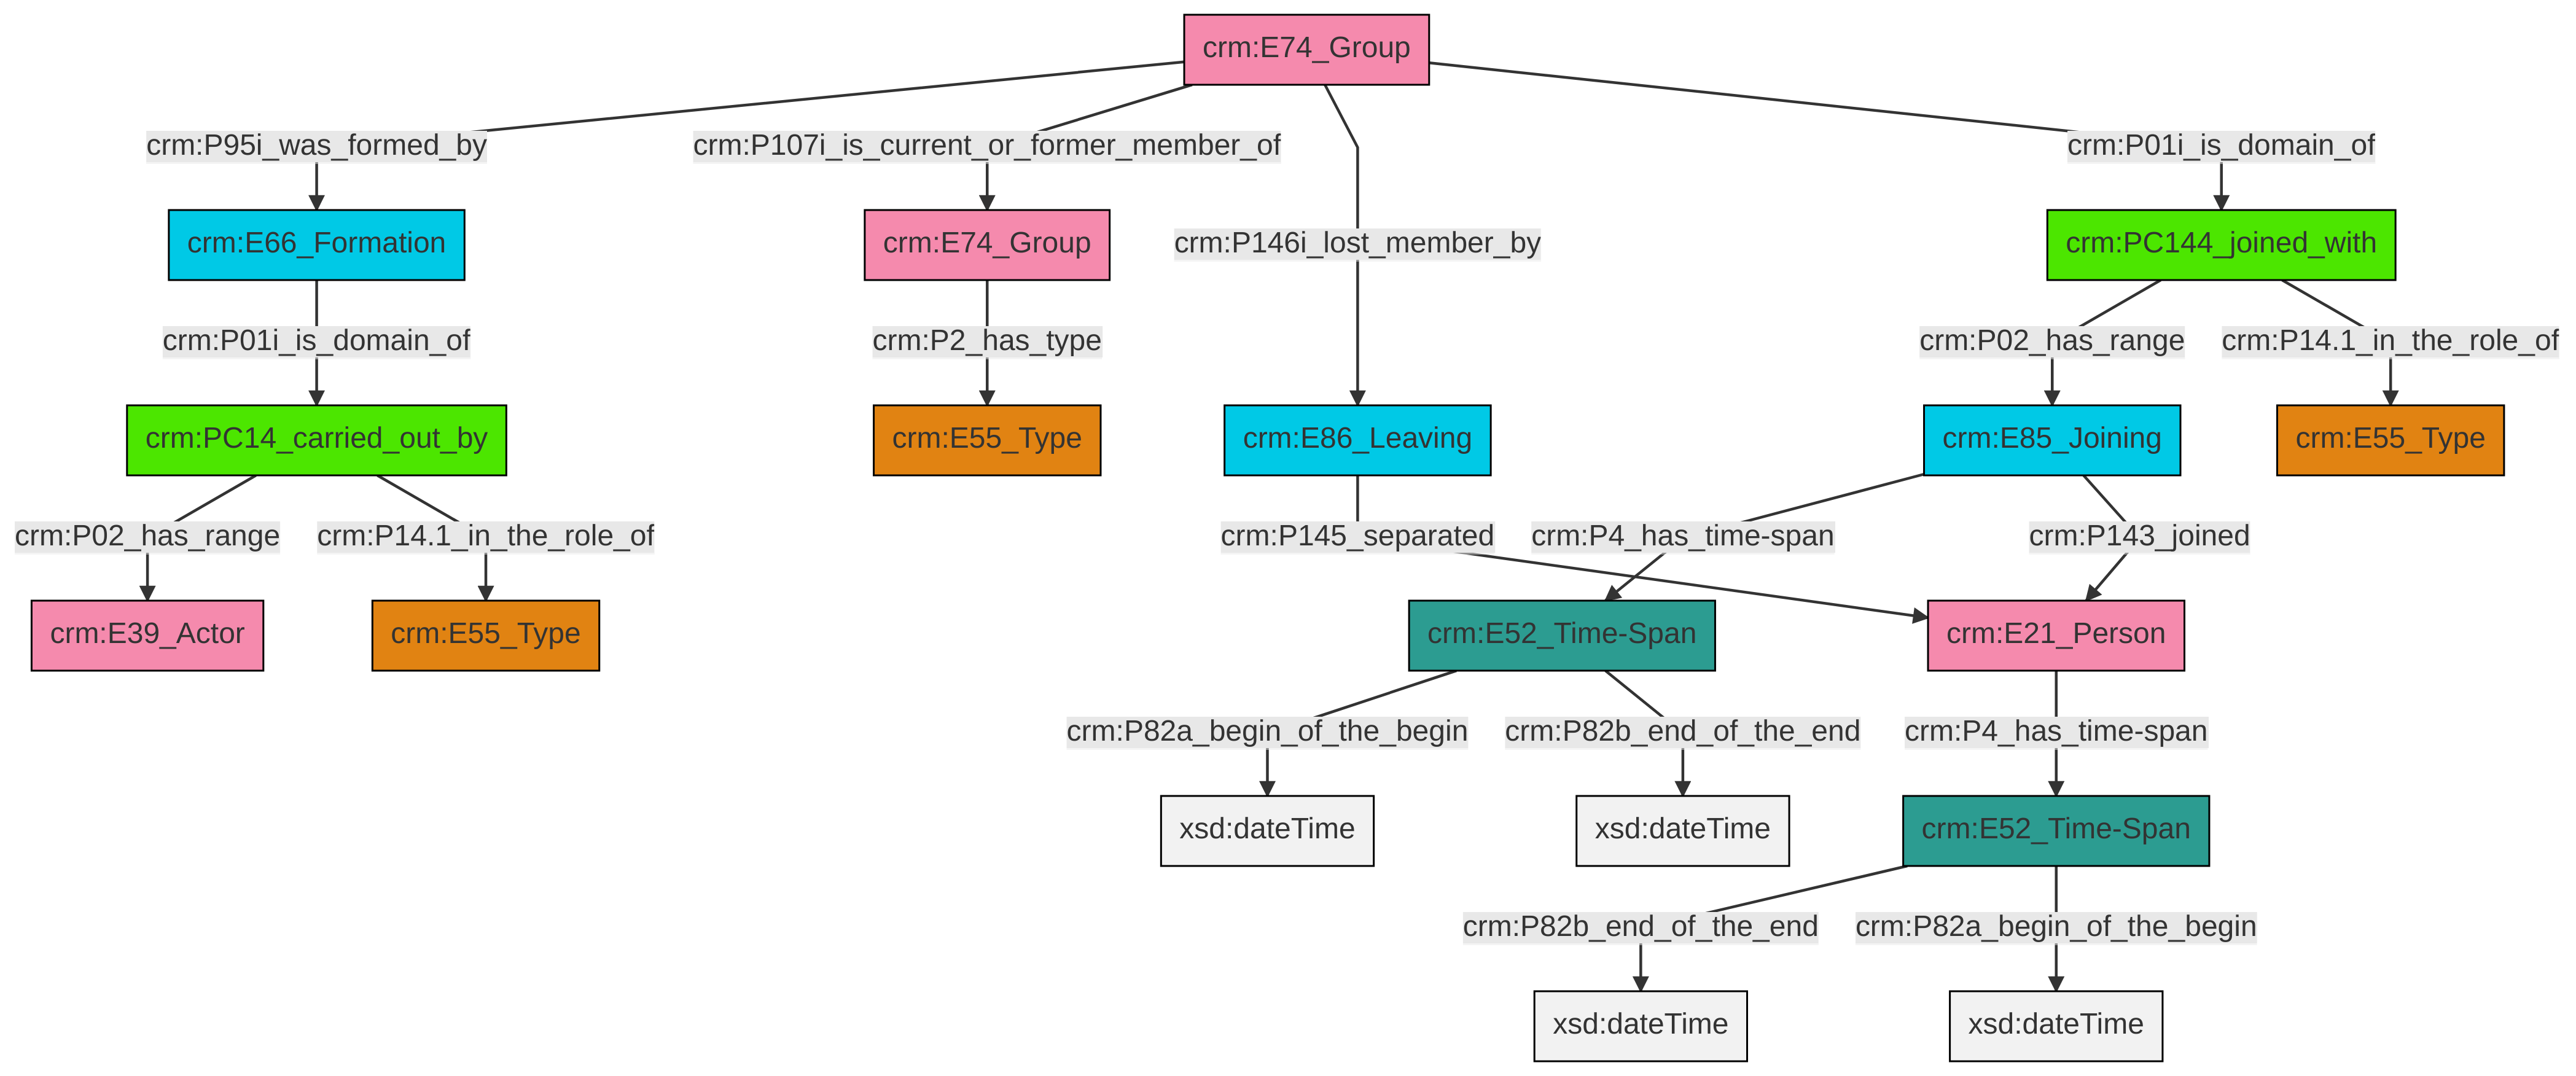 crm:E74_Group
crm:P95i_was_formed_by
crm:P107i_is_current_or_former_member_of
crm:P01i_is_domain_of
crm:E66_Formation
crm:E74_Group
crm:P146i_lost_member_by
crm:PC144_joined_with
crm:P01i_is_domain_of
crm:P2_has_type
crm:P02_has_range
crm:P14.1_in_the_role_of
crm:PC14_carried_out_by
crm:E55_Type
crm:E86_Leaving
crm:E85_Joining
crm:E55_Type
crm:P02_has_range
crm:P14.1_in_the_role_of
crm:P145_separated
crm:P4_has_time-span
crm:P143_joined
crm:E39_Actor
crm:E55_Type
crm:E52_Time-Span
crm:E21_Person
crm:P82a_begin_of_the_begin
crm:P82b_end_of_the_end
crm:P4_has_time-span
xsd:dateTime
xsd:dateTime
crm:E52_Time-Span
crm:P82b_end_of_the_end
crm:P82a_begin_of_the_begin
xsd:dateTime
xsd:dateTime